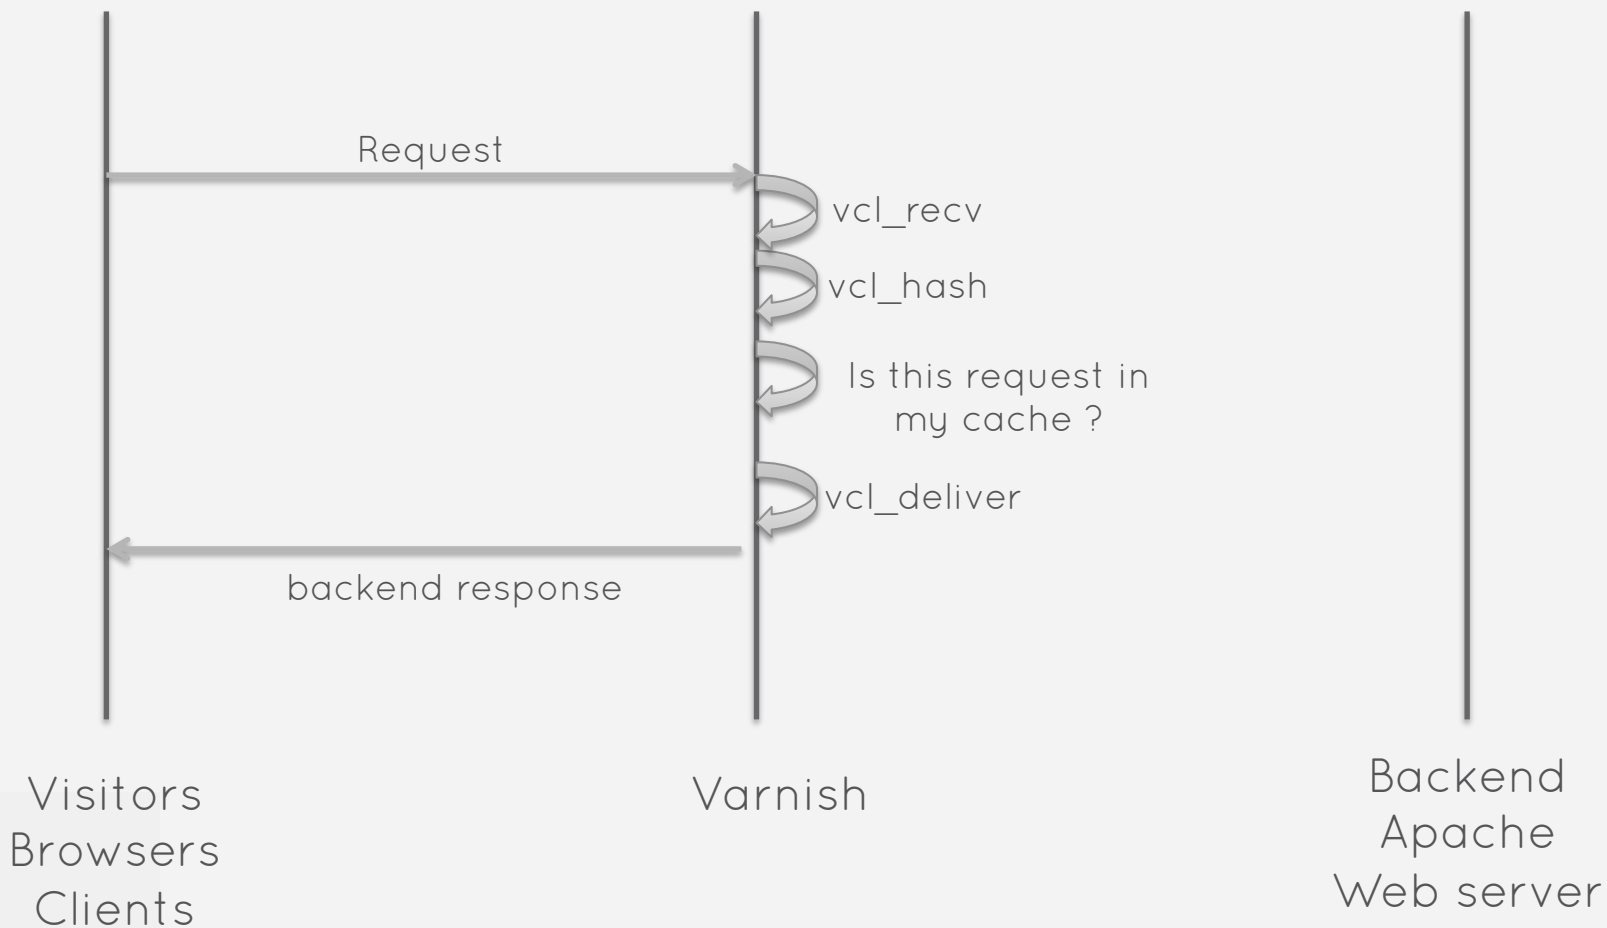 Request
vcl_recv
vcl_hash
Is this request in
my cache ?
vcl_deliver
backend response
Visitors
Browsers
Clients
Varnish
Backend
Apache
Web server